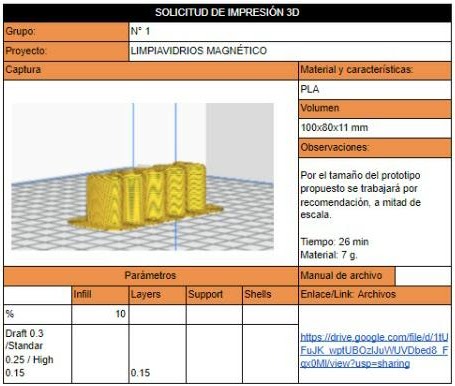 SOLICITUD DE IMPRESIÓN 3D
Grupo: N° 1
Proyecto: LIMPIAVIDRIOS MAGNÉTICO
Captura Material y características:
PLA
Volumen
100x80x11 mm
Observaciones:
Por el tamaño del prototipo
propuesto se trabajará por
recomendación, a mitad de
escala.
Tiempo: 26 min
Material: 7 g.
Parámetros Manual de archivo
Infill Layers Support Shells Enlace/Link: Archivos
% 10
Draft 0.3
/Standar
0.25 / High
0.15 0.15
https://drive.google.com/file/d/1tU
FuJK_wptUBOzlJuWUVDbed8_F
qx0Ml/view?usp=sharing